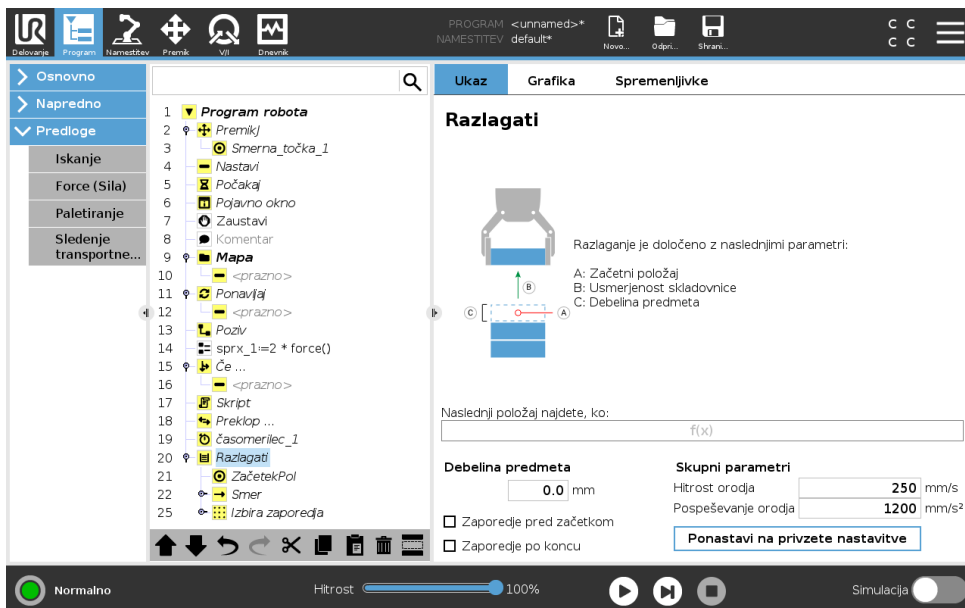 Delovanje
Program
Namestitev
Premik
V/I
Dnevnik
PROGRAM <unnamed>*
NAMESTITEV default*
Novo...
Odpri...
Shrani...
C C
C C
Osnovno
Napredno
Predloge
Iskanje
Force (Sila)
Paletiranje
Sledenje
transportne...
1 Program robota
2 PremikJ
3 Smerna_točka_1
4 Nastavi
5 Počakaj
6 Pojavno okno
7 Zaustavi
8 Komentar
9 Mapa
10 <prazno>
11 Ponavljaj
12 <prazno>
13 Poziv
14 sprx_1:=2 * force()
15 Če ...
16 <prazno>
17 Skript
18 Preklop ...
19 časomerilec_1
20 Razlagati
21 ZačetekPol
22 Smer
25 Izbira zaporedja
Ukaz
Grafika
Spremenljivke
Razlagati
B
C
A
Razlaganje je določeno z naslednjimi parametri:
A: Začetni položaj
B: Usmerjenost skladovnice
C: Debelina predmeta
Naslednji položaj najdete, ko:
f(x)
Debelina predmeta
0.0 mm
Zaporedje pred začetkom
Zaporedje po koncu
Skupni parametri
Hitrost orodja 250 mm/s
Pospeševanje orodja 1200 mm/s²
Ponastavi na privzete nastavitve
Normalno
Hitrost 100%
Simulacija